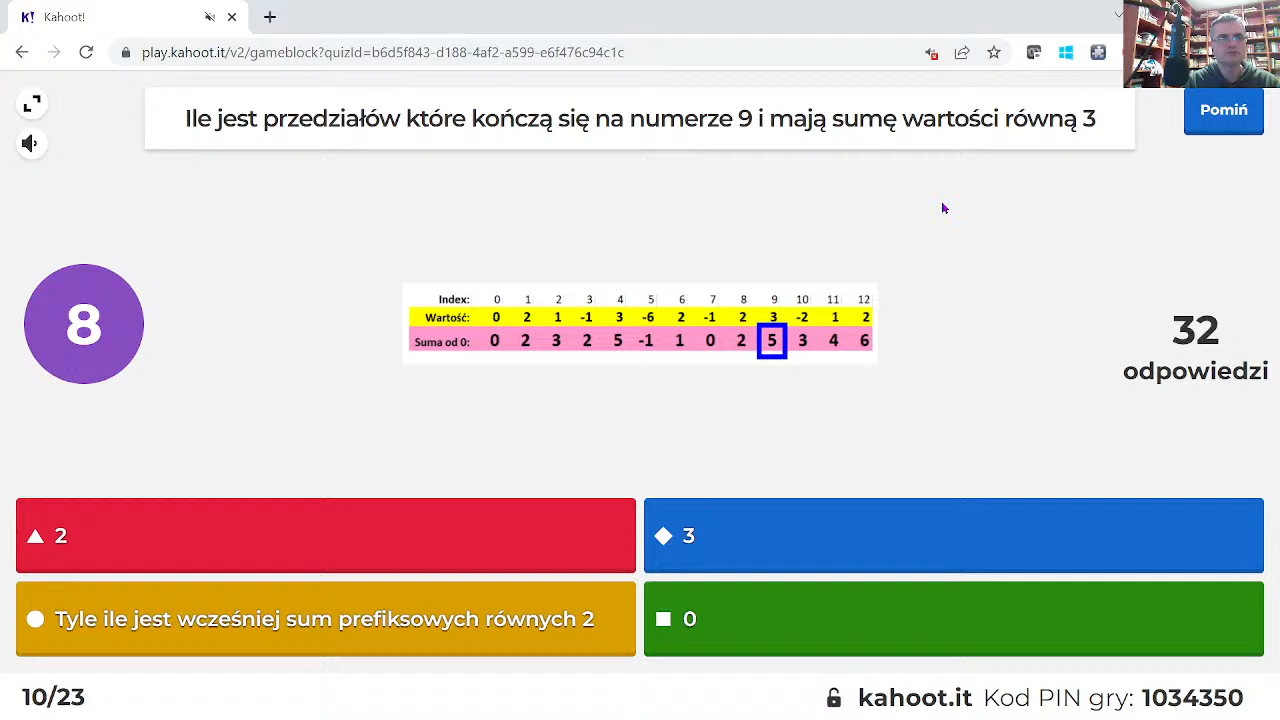 Kahoot!
play.kahoot.it/v2/gameblock?quizId=b6d5f843-d188-4af2-a599-e6f476c94c1c
Ile jest przedziałów które kończą się na numerze 9 i mają sumę wartości równą 3
Pomiń
8
Index: 0 1 2 3 4 5 6 7 8 9 10 11 12
Wartość: 0 2 1 -1 3 -6 2 -1 2 3 -2 1 2
Suma od 0: 0 2 3 2 5 -1 1 0 2 5 3 4 6
32
odpowiedzi
2
3
Tyle ile jest wcześniej sum prefiksowych równych 2
0
10/23
kahoot.it Kod PIN gry: 1034350